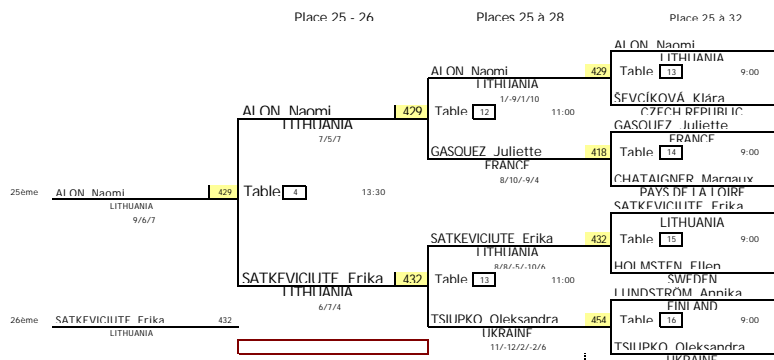 Place 25 - 26 Places 25 à 28 Place 25 à 32
ALON Naomi
LITHUANIA
ALON Naomi 429 Table 13 9:00
LITHUANIA
1/-9/1/10 ŠEVCÍKOVÁ Klára
ALON Naomi 429 Table 12 11:00 CZECH REPUBLIC
LITHUANIA GASQUEZ Juliette
7/5/7 FRANCE
GASQUEZ Juliette 418 Table 14 9:00
FRANCE
8/10/-9/4 CHATAIGNER Margaux
25ème ALON Naomi 429 Table 4 13:30 PAYS DE LA LOIRE
LITHUANIA SATKEVICIUTE Erika
9/6/7 LITHUANIA
SATKEVICIUTE Erika 432 Table 15 9:00
LITHUANIA
8/8/-5/-10/6 HOLMSTEN Ellen
SATKEVICIUTE Erika 432 Table 13 11:00 SWEDEN
LITHUANIA LUNDSTRÖM Annika
6/7/4 FINLAND
26ème SATKEVICIUTE Erika 432 TSIUPKO Oleksandra 454 Table 16 9:00
LITHUANIA UKRAINE
11/-12/2/-2/6 TSIUPKO Oleksandra
UKRAINE